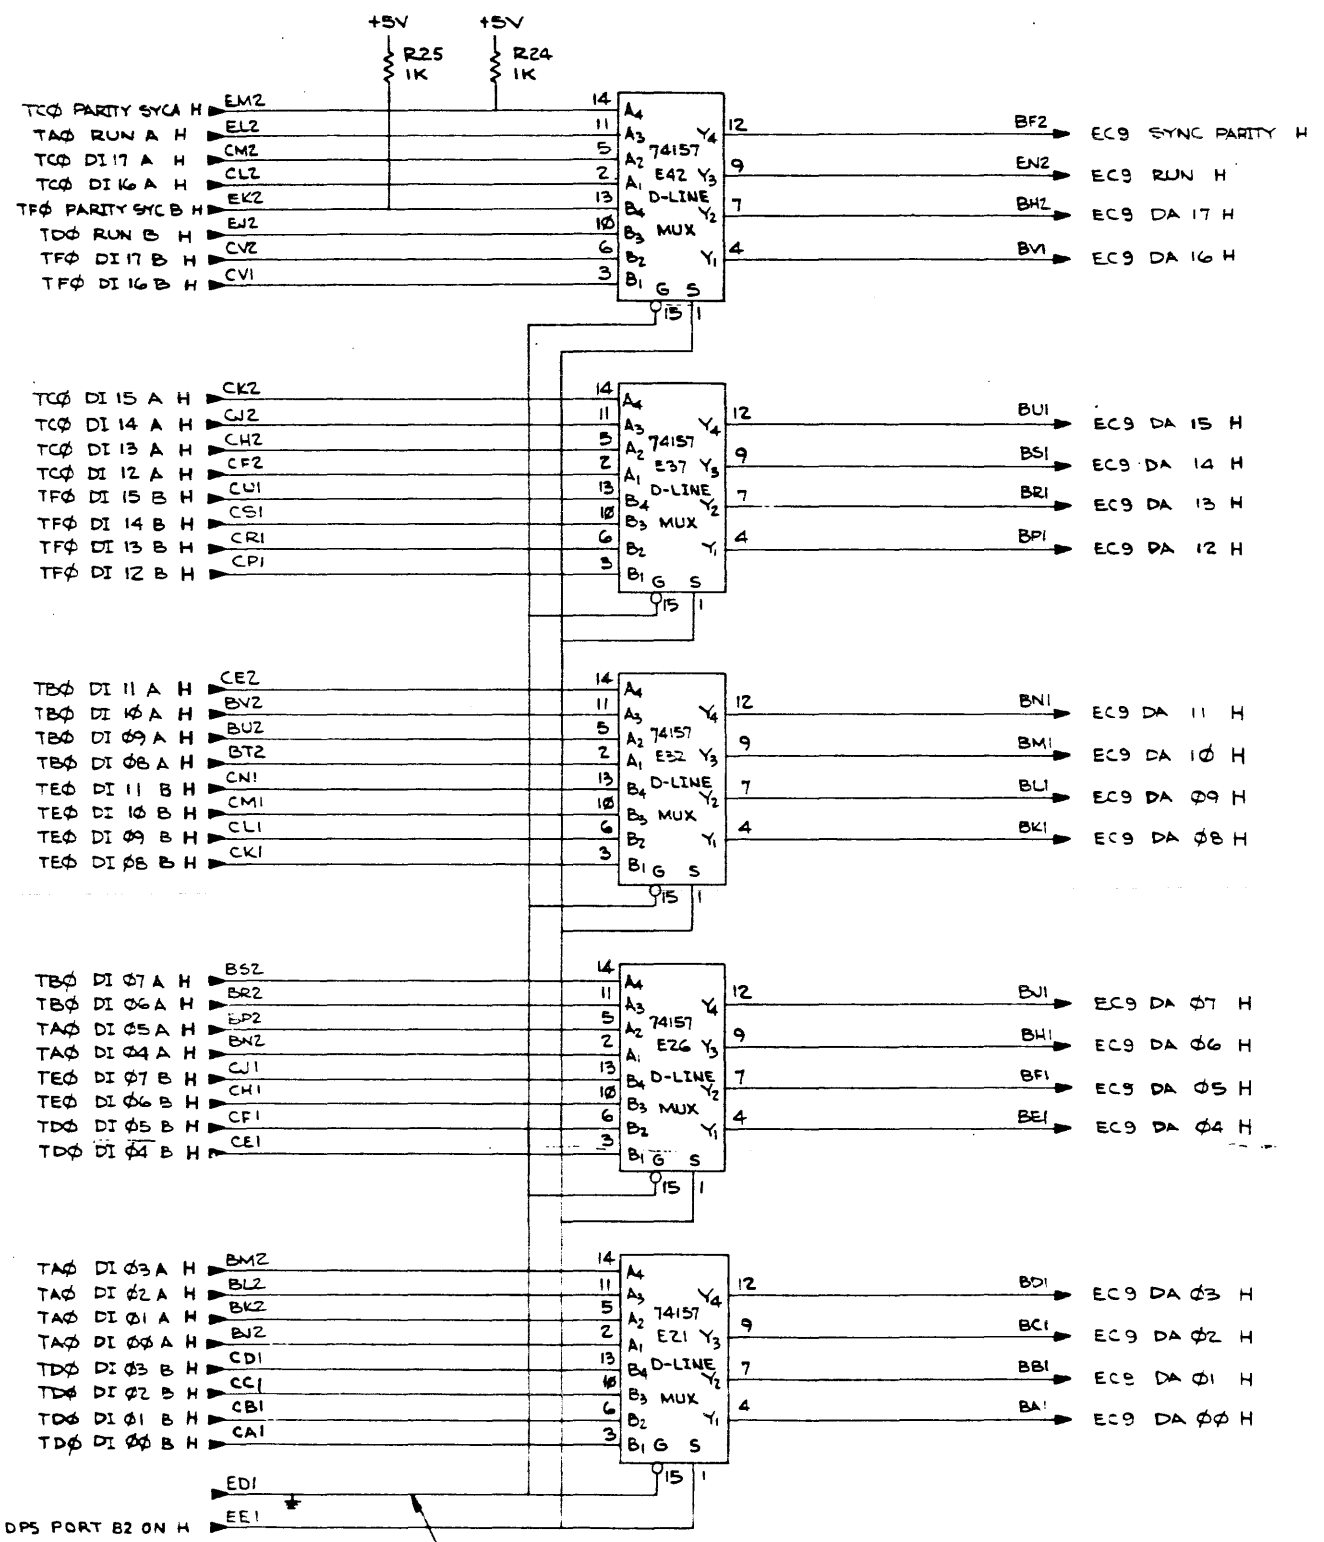 +5V +5V
R25 1K R24 1K
TCØ PARITY SYCA H EM2 14 A4
TAØ RUN A H EL2 11 A3 Y4 12 BF2 EC9 SYNC PARITY H
TCØ DI 17 A H CM2 5 A2 74157
TCØ DI 16 A H CL2 2 A1 E42 Y3 9 EN2 EC9 RUN H
TFØ PARITY SYC B H EK2 13 B4 D-LINE
TDØ RUN B H EJ2 1Ø B3 MUX Y2 7 BH2 EC9 DA 17 H
TFØ DI 17 B H CV2 6 B2 Y1 4 BV1 EC9 DA 16 H
TFØ DI 16 B H CV1 3 B1
G S
15 1
TCØ DI 15 A H CK2 14 A4
TCØ DI 14 A H CJ2 11 A3 Y4 12 BU1 EC9 DA 15 H
TCØ DI 13 A H CH2 5 A2 74157
TCØ DI 12 A H CF2 2 A1 E37 Y3 9 BS1 EC9 DA 14 H
TFØ DI 15 B H CU1 13 B4 D-LINE
TFØ DI 14 B H CS1 1Ø B3 MUX Y2 7 BR1 EC9 DA 13 H
TFØ DI 13 B H CR1 6 B2 Y1 4 BP1 EC9 DA 12 H
TFØ DI 12 B H CP1 3 B1
G S
15 1
TBØ DI 11 A H CE2 14 A4
TBØ DI 1Ø A H BV2 11 A3 Y4 12 BN1 EC9 DA 11 H
TBØ DI Ø9 A H BU2 5 A2 74157
TBØ DI Ø8 A H BT2 2 A1 E32 Y3 9 BM1 EC9 DA 1Ø H
TEØ DI 11 B H CN1 13 B4 D-LINE
TEØ DI 1Ø B H CM1 1Ø B3 MUX Y2 7 BL1 EC9 DA Ø9 H
TEØ DI Ø9 B H CL1 6 B2 Y1 4 BK1 EC9 DA Ø8 H
TEØ DI Ø8 B H CK1 3 B1
G S
15 1
TBØ DI Ø7 A H BS2 14 A4
TBØ DI Ø6 A H BR2 11 A3 Y4 12 BJ1 EC9 DA Ø7 H
TAØ DI Ø5 A H BP2 5 A2 74157
TAØ DI Ø4 A H BN2 2 A1 E26 Y3 9 BH1 EC9 DA Ø6 H
TEØ DI Ø7 B H CJ1 13 B4 D-LINE
TEØ DI Ø6 B H CH1 1Ø B3 MUX Y2 7 BF1 EC9 DA Ø5 H
TDØ DI Ø5 B H CF1 6 B2 Y1 4 BE1 EC9 DA Ø4 H
TDØ DI Ø4 B H CE1 3 B1
G S
15 1
TAØ DI Ø3 A H BM2 14 A4
TAØ DI Ø2 A H BL2 11 A3 Y4 12 BD1 EC9 DA Ø3 H
TAØ DI Ø1 A H BK2 5 A2 74157
TAØ DI ØØ A H BJ2 2 A1 E21 Y3 9 BC1 EC9 DA Ø2 H
TDØ DI Ø3 B H CD1 13 B4 D-LINE
TDØ DI Ø2 B H CC1 1Ø B3 MUX Y2 7 BB1 EC9 DA Ø1 H
TDØ DI Ø1 B H CB1 6 B2 Y1 4 BA1 EC9 DA ØØ H
TDØ DI ØØ B H CA1 3 B1
G S
15 1
ED1
DP5 PORT B2 ON H EE1